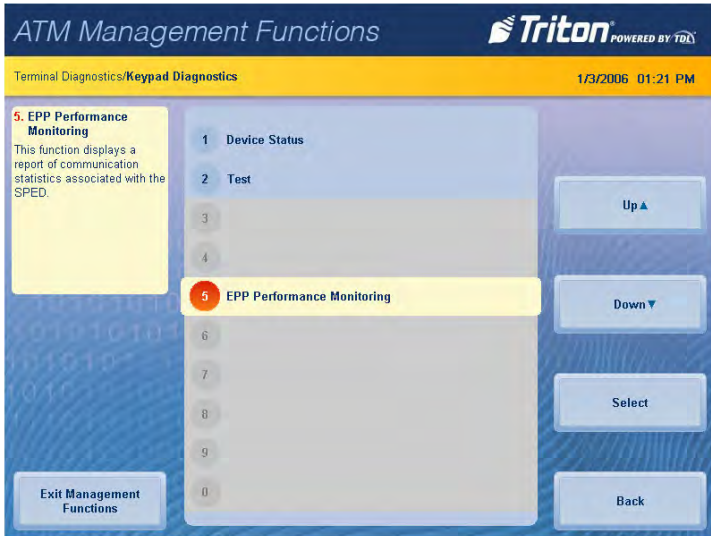 ATM Management Functions
Triton POWERED BY TDL
Terminal Diagnostics/Keypad Diagnostics
1/3/2006 01:21 PM
5. EPP Performance
Monitoring
This function displays a
report of communication
statistics associated with the
SPED.
1 Device Status
2 Test
3
4
5 EPP Performance Monitoring
6
7
8
9
0
Up▲
Down▼
Select
Back
Exit Management
Functions